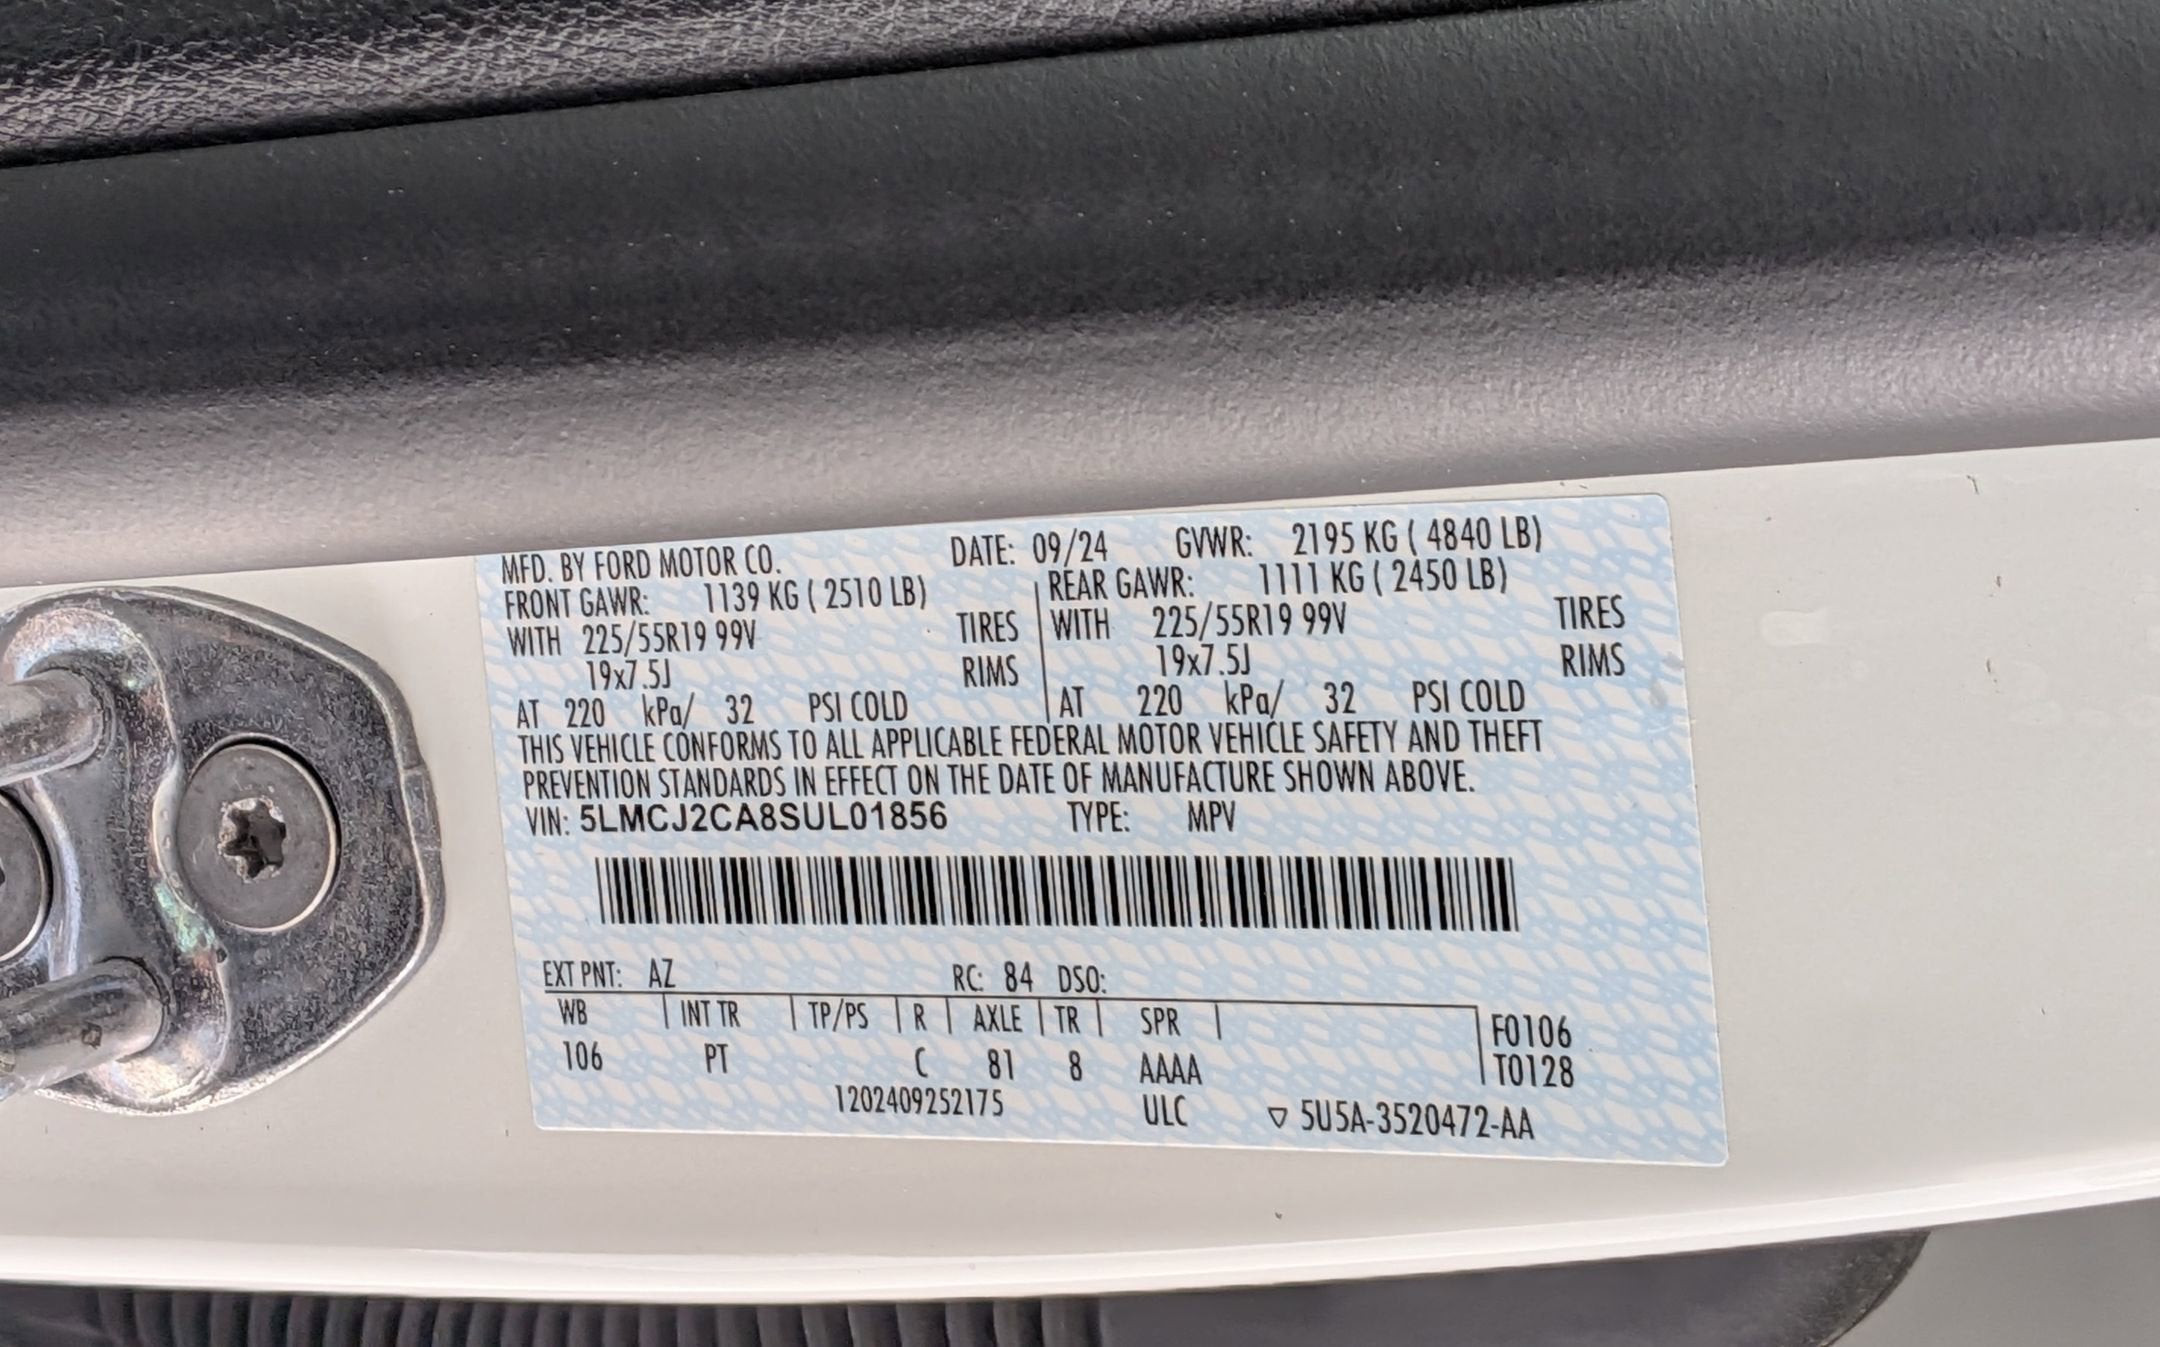 MFD. BY FORD MOTOR CO. DATE: 09/24 GVWR: 2195 KG ( 4840 LB)
FRONT GAWR: 1139 KG ( 2510 LB) REAR GAWR: 1111 KG ( 2450 LB)
WITH 225/55R19 99V TIRES WITH 225/55R19 99V TIRES
19x7.5J RIMS 19x7.5J RIMS
AT 220 kPa/ 32 PSI COLD AT 220 kPa/ 32 PSI COLD
THIS VEHICLE CONFORMS TO ALL APPLICABLE FEDERAL MOTOR VEHICLE SAFETY AND THEFT
PREVENTION STANDARDS IN EFFECT ON THE DATE OF MANUFACTURE SHOWN ABOVE.
VIN: 5LMCJ2CA8SUL01856 TYPE: MPV
EXT PNT: AZ RC: 84 DSO:
WB INT TR TP/PS R AXLE TR SPR F0106
106 PT C 81 8 AAAA T0128
1202409252175 ULC ▽ 5U5A-3520472-AA